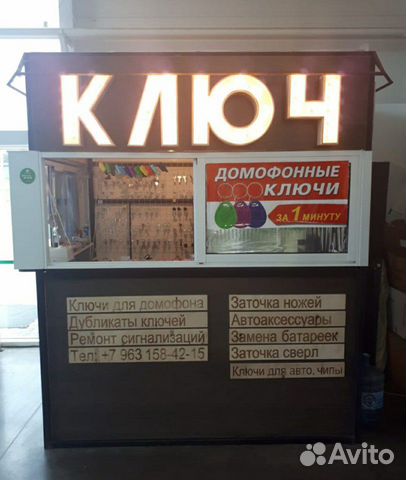 КЛЮЧ
ДОМОФОННЫЕ
КЛЮЧИ
ЗА 1 МИНУТУ
Ключи для домофона
Дубликаты ключей
Ремонт сигнализаций
Тел: +7 963 158-42-15
Заточка ножей
Автоаксессуары
Замена батареек
Заточка сверл
Ключи для авто. чипы
Avito